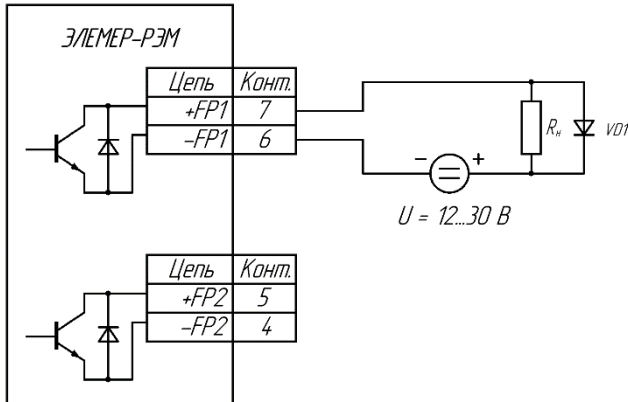 ЭЛЕМЕР-РЭМ
Цепь Конт.
+FP1 7
-FP1 6
Rн
VD1
- +
U = 12...30 В
Цепь Конт.
+FP2 5
-FP2 4